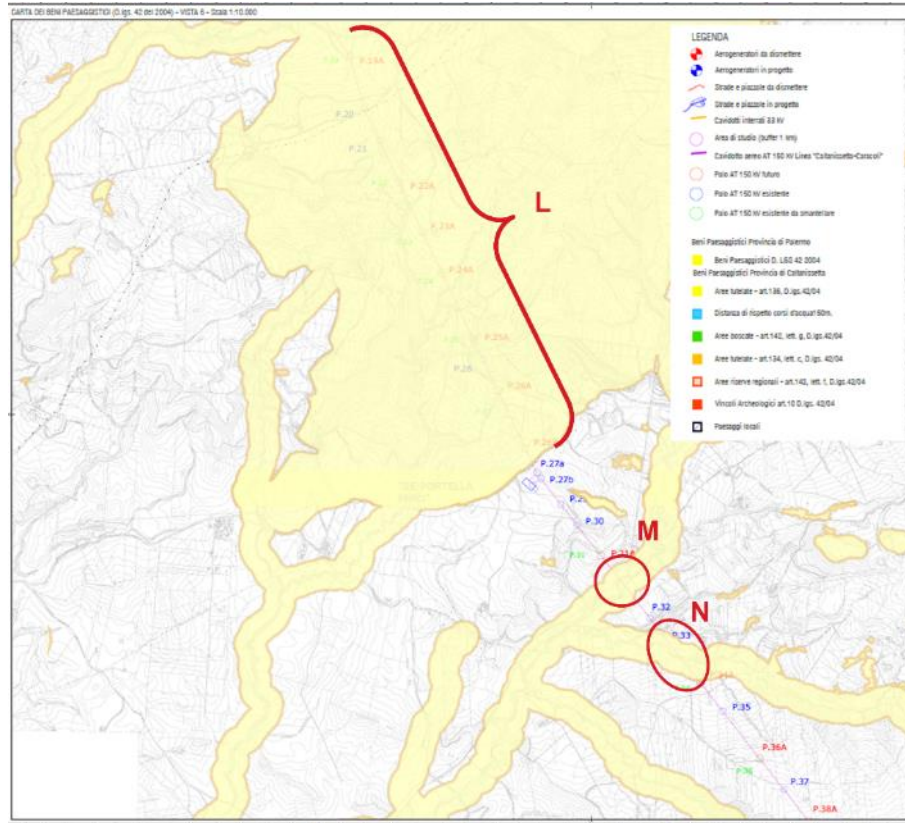 CARTA DEI BENI PAESAGGISTICI (D.lgs. 42 del 2004) - VISTA 5 - Scala 1:10.000
LEGENDA
Aerogeneratori da dismettere
Aerogeneratori in progetto
Strade e piazzole da dismettere
Strade e piazzole in progetto
Cavidotti interrati 33 kV
Area di studio (buffer 1 km)
Cavidotto aereo AT 150 kV Linea "Caltanissetta-Caracoli"
Palo AT 150 kV futuro
Palo AT 150 kV esistente
Palo AT 150 kV esistente da smantellare
Beni Paesaggistici Provincia di Palermo
Beni Paesaggistici D. LGS 42 2004
Beni Paesaggistici Provincia di Caltanissetta
Aree tutelate - art.136, D.lgs.42/04
Distanza di rispetto corsi d'acqua150m.
Aree boscate - art.142, lett. g, D.lgs.42/04
Aree tutelate - art.134, lett. c, D.lgs. 42/04
Aree riserve regionali - art.142, lett. f, D.lgs.42/04
Vincoli Archeologici art.10 D.lgs. 42/04
Paesaggi locali
P.19A
P.20
P.21
P.22A
P.23A
L
P.24A
P.25A
P.26
P.26A
P.27a
P.27b
P.30
M
P.31A
P.32
N
P.33
P.35
P.36A
P.36
P.37
P.38A